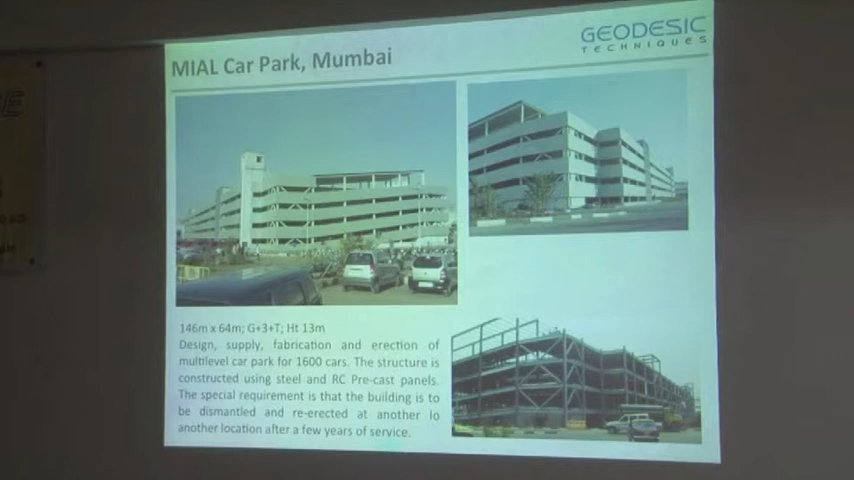 GEODESIC
TECHNIQUES
MIAL Car Park, Mumbai
146m x 64m; G+3+T; Ht 13m
Design, supply, fabrication and erection of
multilevel car park for 1600 cars. The structure is
constructed using steel and RC Pre-cast panels.
The special requirement is that the building is to
be dismantled and re-erected at another lo
another location after a few years of service.